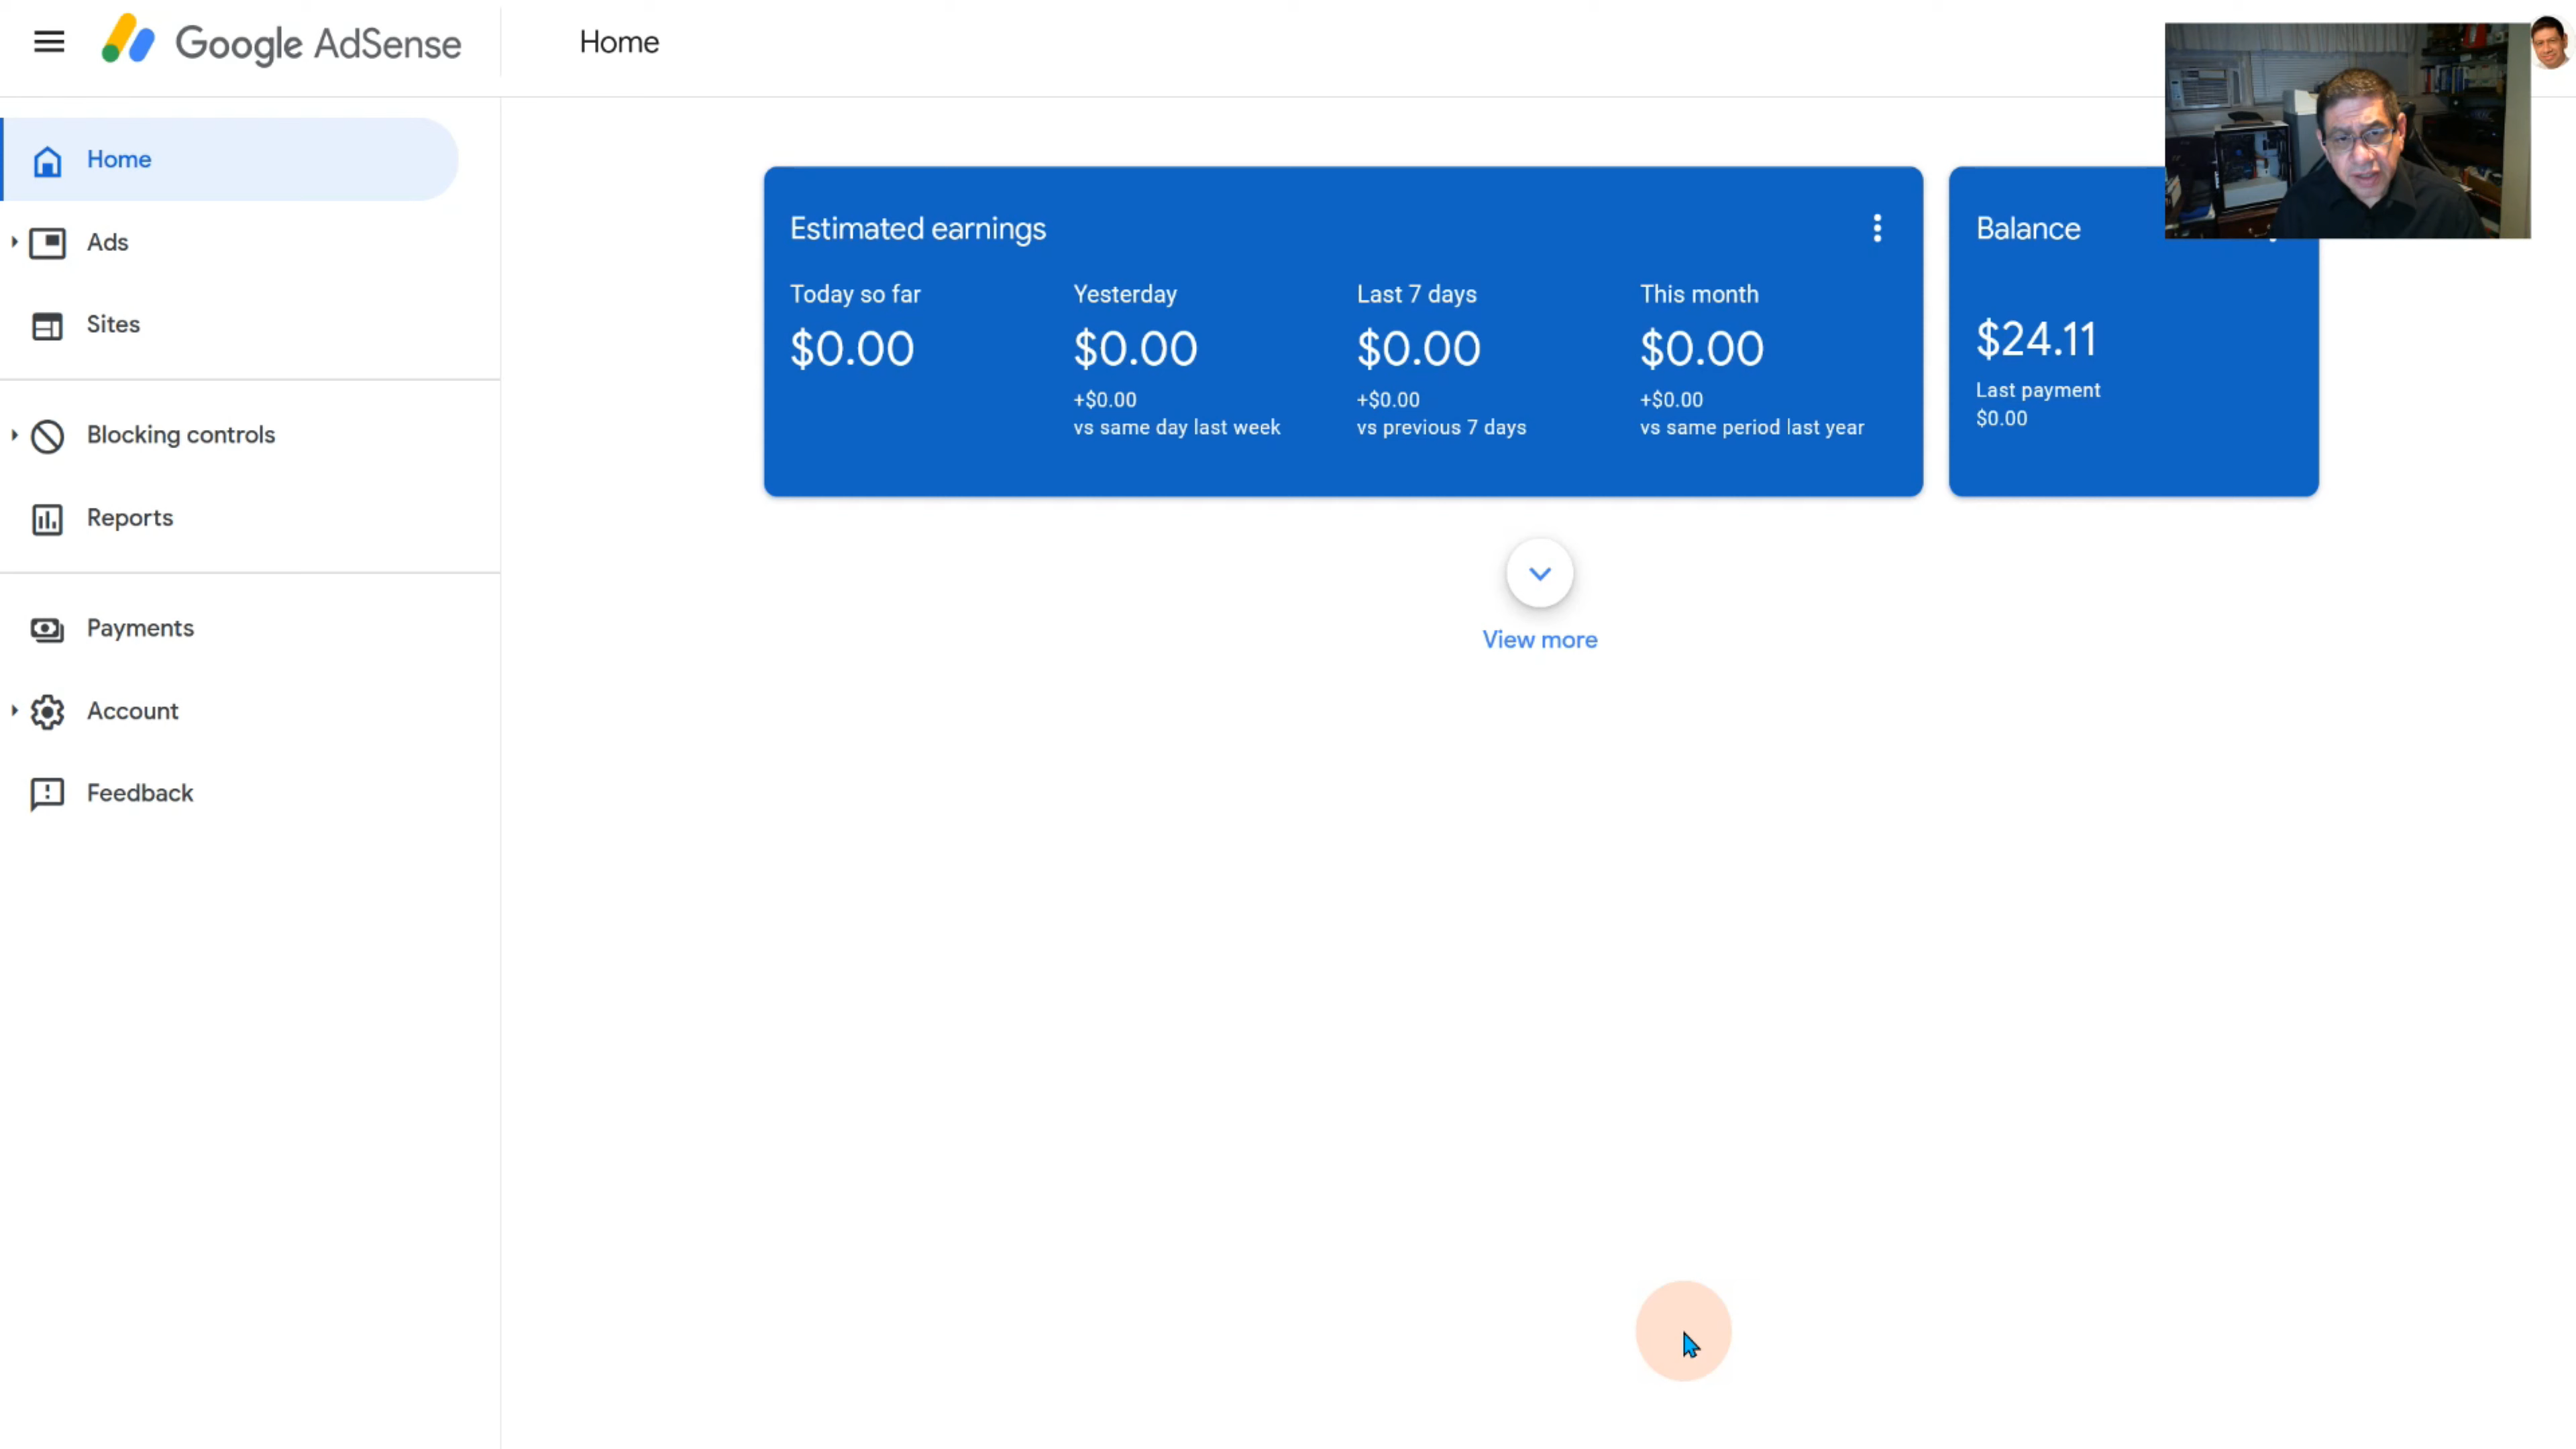 Google AdSense
Home
Home
Ads
Sites
Blocking controls
Reports
Payments
Account
Feedback
Estimated earnings
Today so far
$0.00
Yesterday
$0.00
+$0.00
vs same day last week
Last 7 days
$0.00
+$0.00
vs previous 7 days
This month
$0.00
+$0.00
vs same period last year
Balance
$24.11
Last payment
$0.00
View more